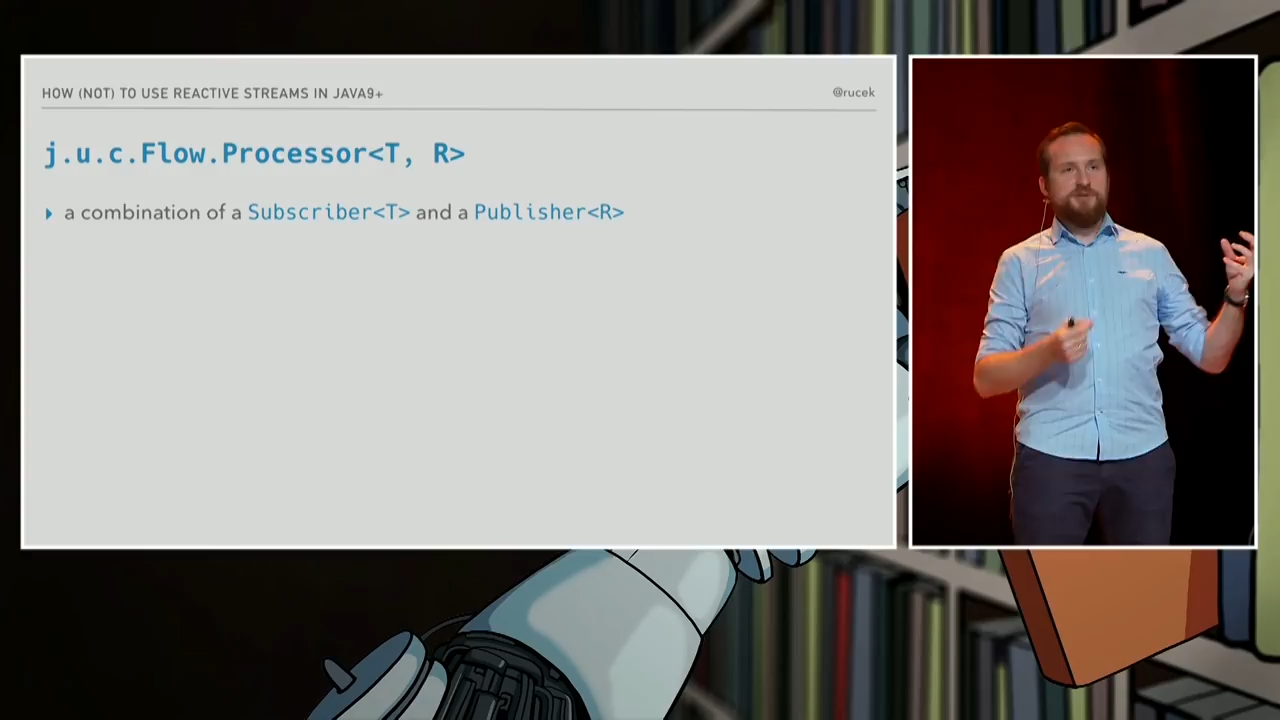 HOW (NOT) TO USE REACTIVE STREAMS IN JAVA9+
@rucek
j.u.c.Flow.Processor<T, R>
a combination of a Subscriber<T> and a Publisher<R>